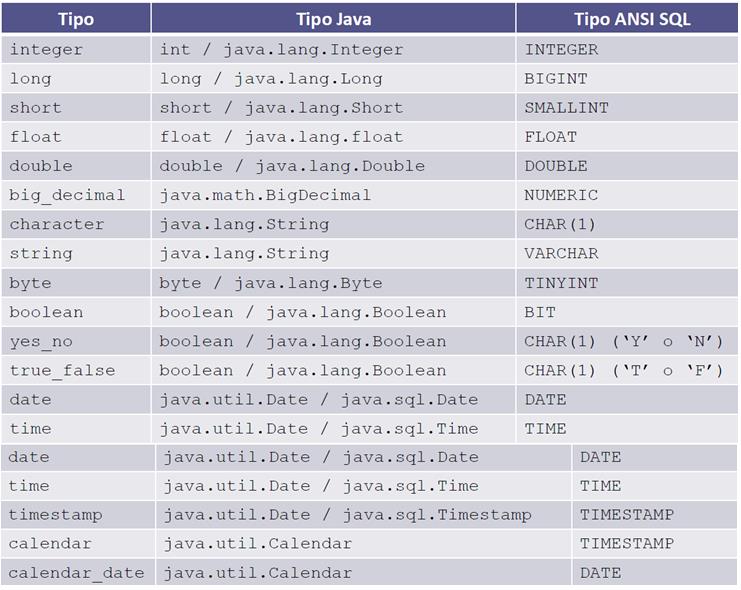 Tipo Tipo Java Tipo ANSI SQL
integer int / java.lang.Integer INTEGER
long long / java.lang.Long BIGINT
short short / java.lang.Short SMALLINT
float float / java.lang.float FLOAT
double double / java.lang.Double DOUBLE
big_decimal java.math.BigDecimal NUMERIC
character java.lang.String CHAR(1)
string java.lang.String VARCHAR
byte byte / java.lang.Byte TINYINT
boolean boolean / java.lang.Boolean BIT
yes_no boolean / java.lang.Boolean CHAR(1) (‘Y’ o ‘N’)
true_false boolean / java.lang.Boolean CHAR(1) (‘T’ o ‘F’)
date java.util.Date / java.sql.Date DATE
time java.util.Date / java.sql.Time TIME
date java.util.Date / java.sql.Date DATE
time java.util.Date / java.sql.Time TIME
timestamp java.util.Date / java.sql.Timestamp TIMESTAMP
calendar java.util.Calendar TIMESTAMP
calendar_date java.util.Calendar DATE